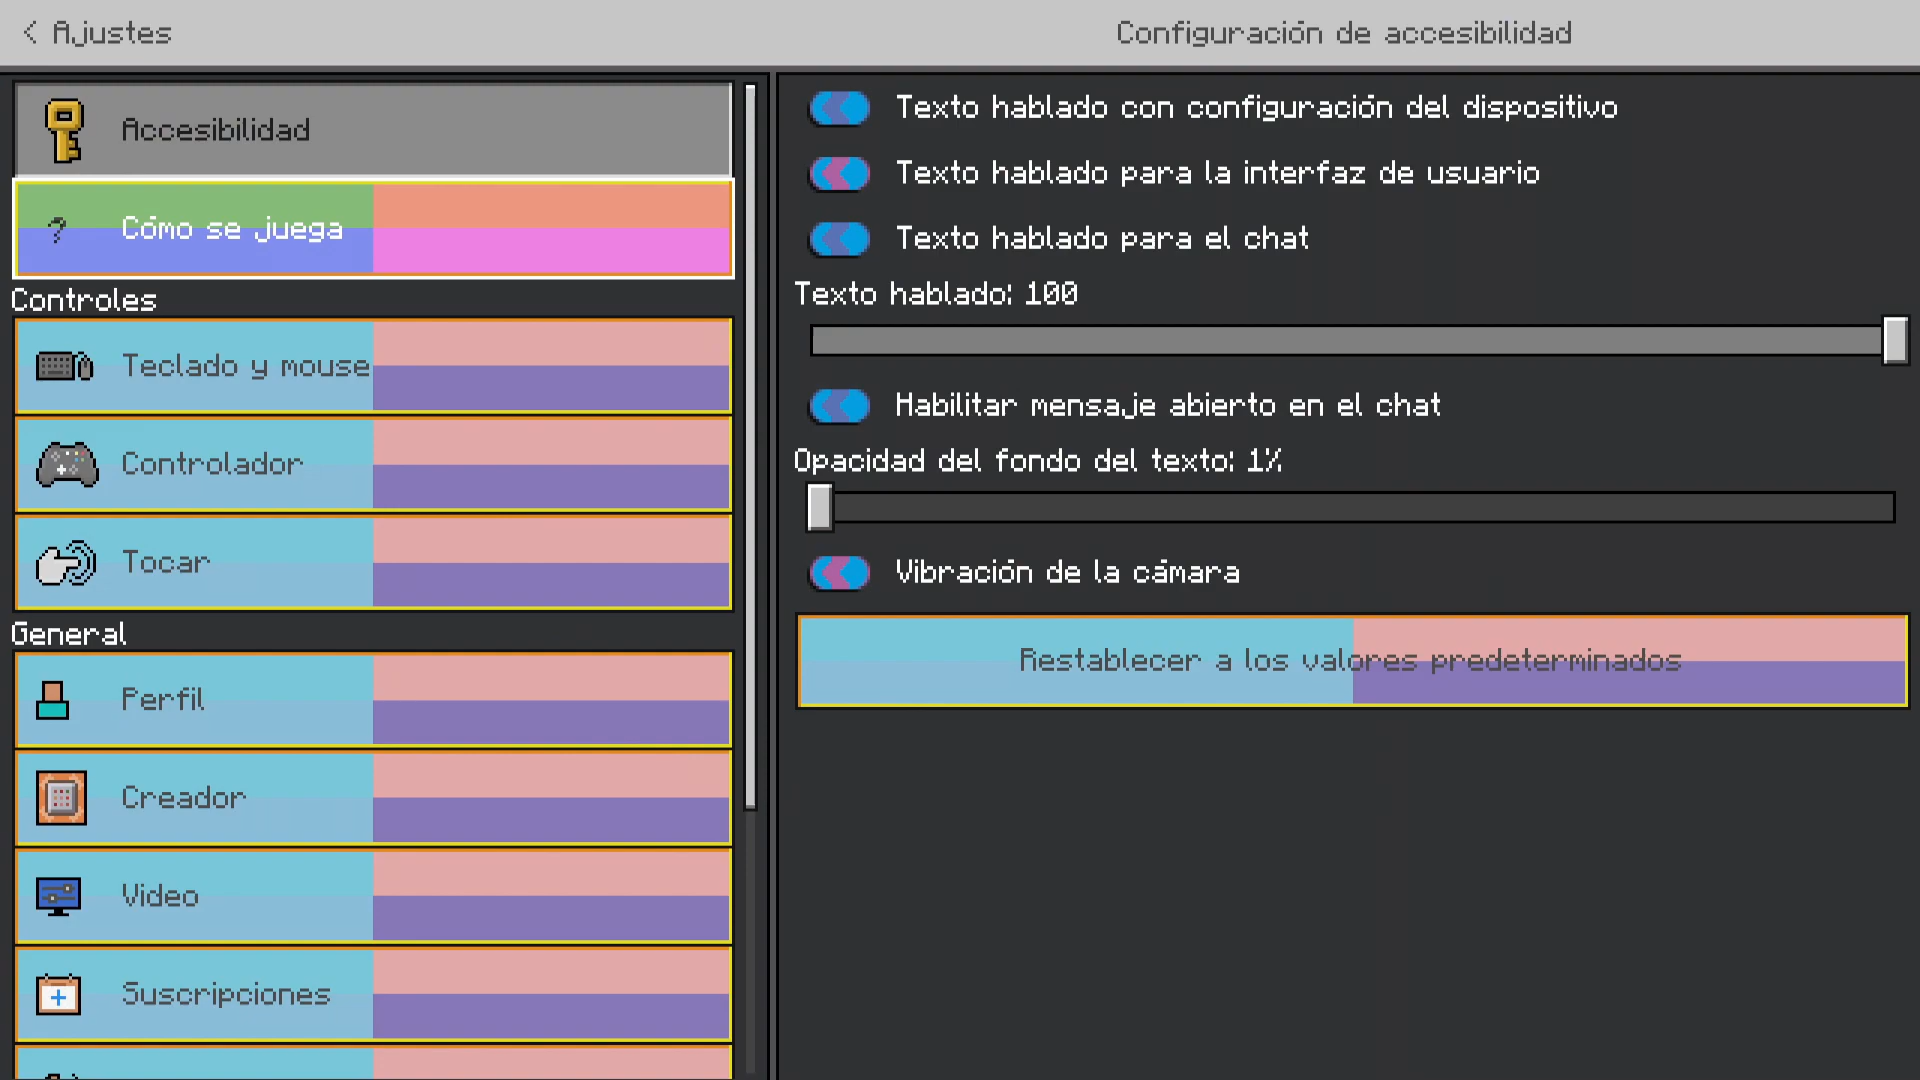 < Ajustes
Configuración de accesibilidad
Accesibilidad
? Cómo se juega
Controles
Teclado y mouse
Controlador
Tocar
General
Perfil
Creador
Video
Suscripciones
Texto hablado con configuración del dispositivo
Texto hablado para la interfaz de usuario
Texto hablado para el chat
Texto hablado: 100
Habilitar mensaje abierto en el chat
Opacidad del fondo del texto: 1%
Vibración de la cámara
Restablecer a los valores predeterminados